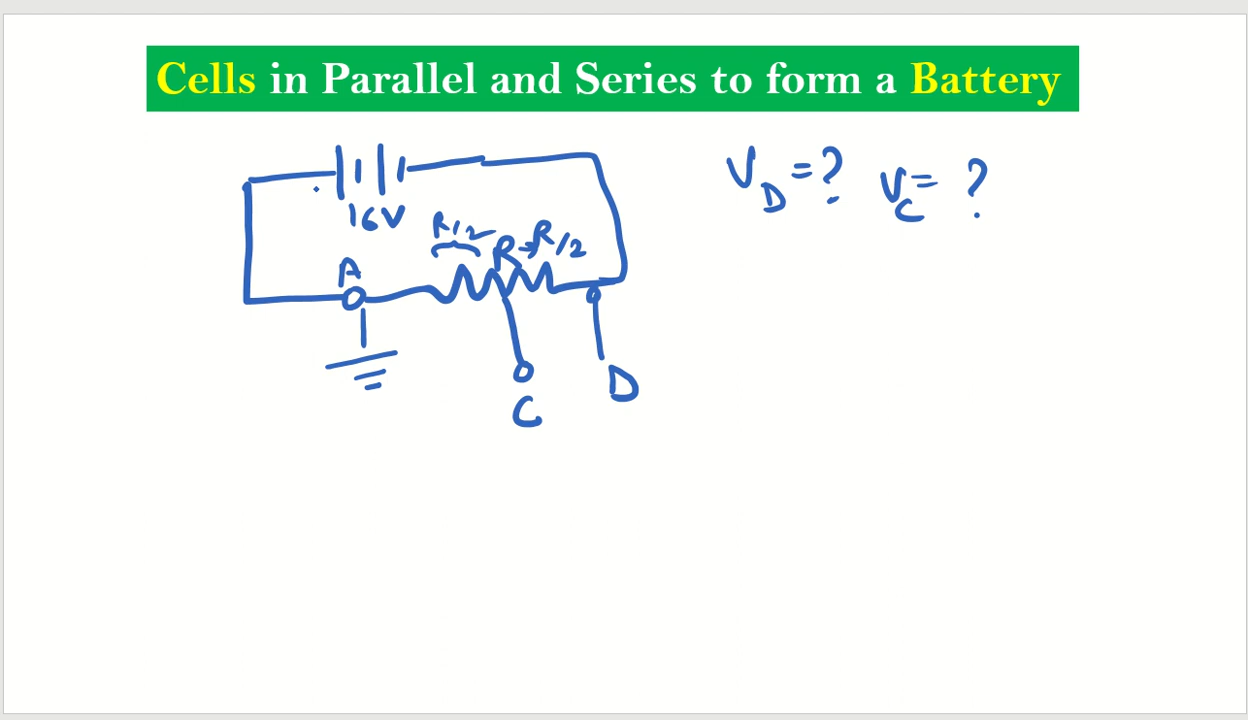 Cells in Parallel and Series to form a Battery
V_D = ? V_C = ?
16V
R/2 R → R/2
A
C
D